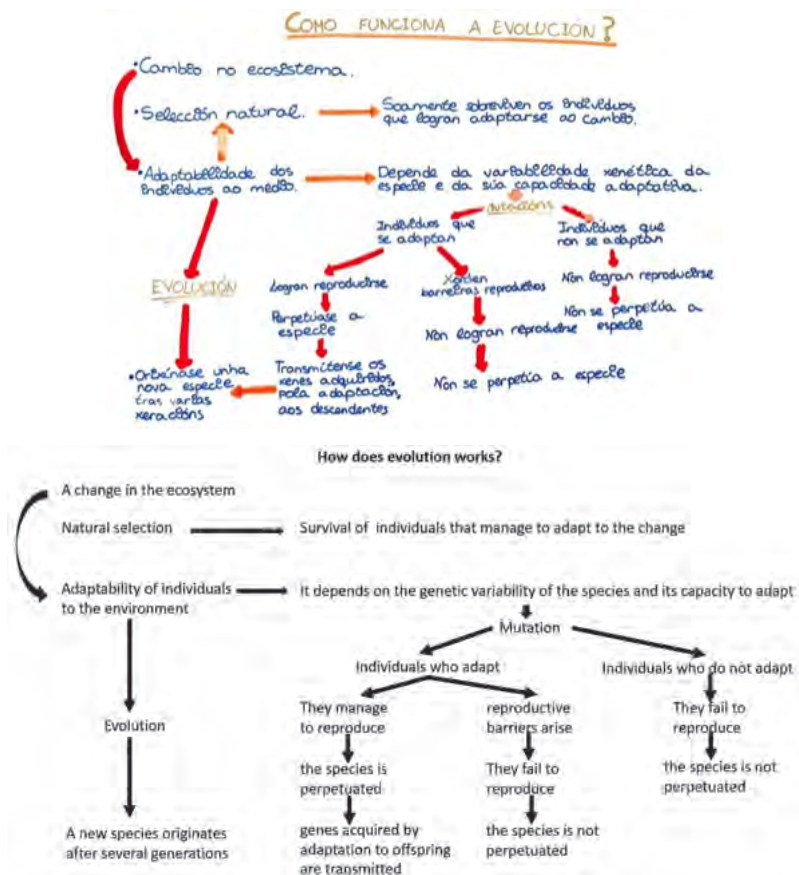 COMO FUNCIONA A EVOLUCIÓN?
•Cambio no ecosistema.
•Selección natural.
Soamente sobreviven os individuos,
que logran adaptarse ao cambio.
•Adaptabilidade dos
individuos ao medio.
Depende da variabilidade xenética da
especie e da súa capacidade adaptativa.
MUTACIÓNS
Individuos que
se adaptan
Individuos que
non se adaptan
EVOLUCIÓN
Logran reproducirse
Xorden
barreiras reprodutivas
Non logran reproducirse
Perpetúase a
especie
Non logran reproducirse
Non se perpetúa a
especie
•Orixínase unha
nova especie
tras varias
xeracións
Transmítense os
xenes adquiridos,
pola adaptación,
aos descendentes
Non se perpetúa a especie
How does evolution works?
A change in the ecosystem
Natural selection
Survival of individuals that manage to adapt to the change
Adaptability of individuals
to the environment
It depends on the genetic variability of the species and its capacity to adapt
Mutation
Individuals who adapt
Individuals who do not adapt
They manage
to reproduce
reproductive
barriers arise
They fail to
reproduce
Evolution
the species is
perpetuated
They fail to
reproduce
the species is not
perpetuated
A new species originates
after several generations
genes acquired by
adaptation to offspring
are transmitted
the species is not
perpetuated